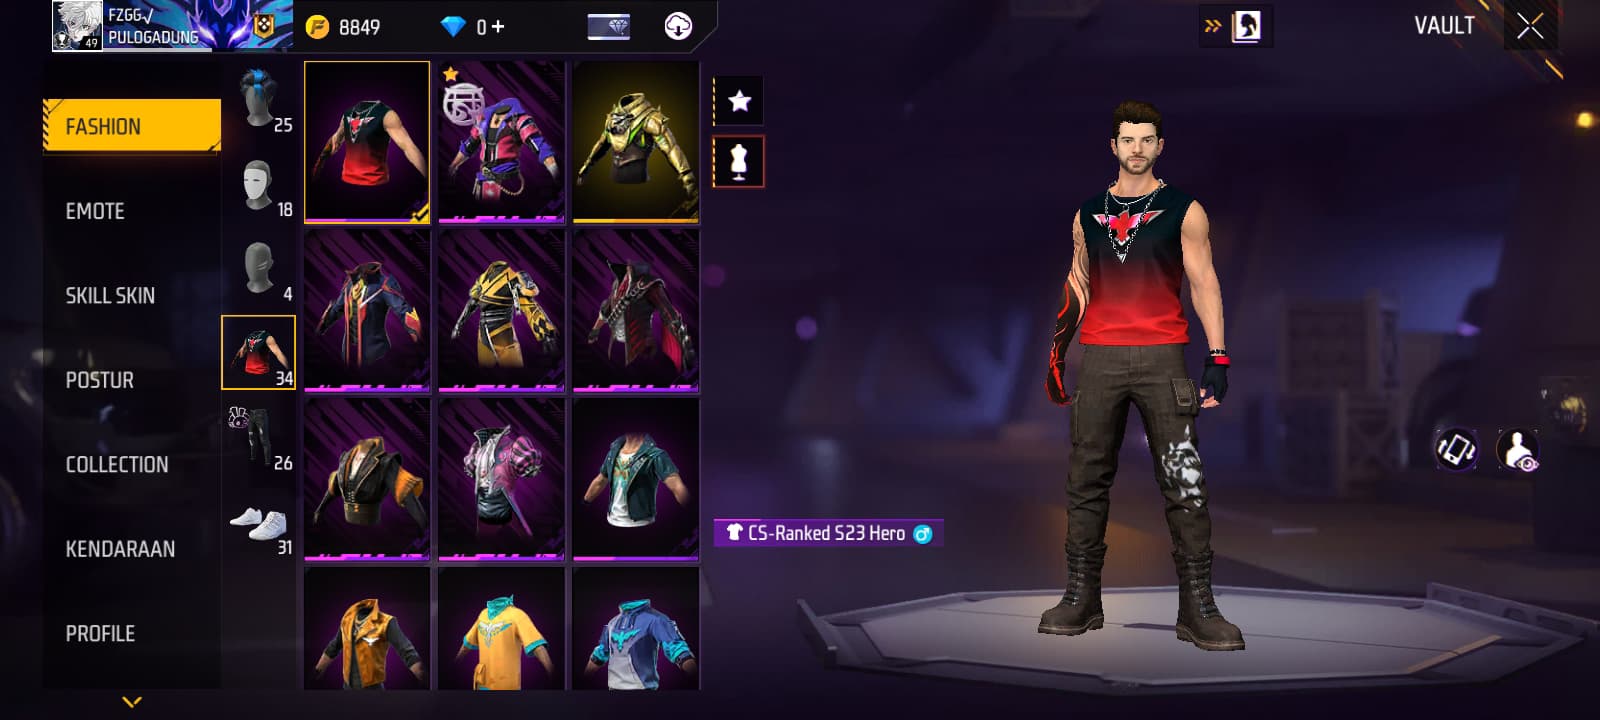 FZGG√
PULOGADUNG
49
8849
0+
VAULT
FASHION
EMOTE
SKILL SKIN
POSTUR
COLLECTION
KENDARAAN
PROFILE
25
18
4
34
26
31
CS-Ranked S23 Hero